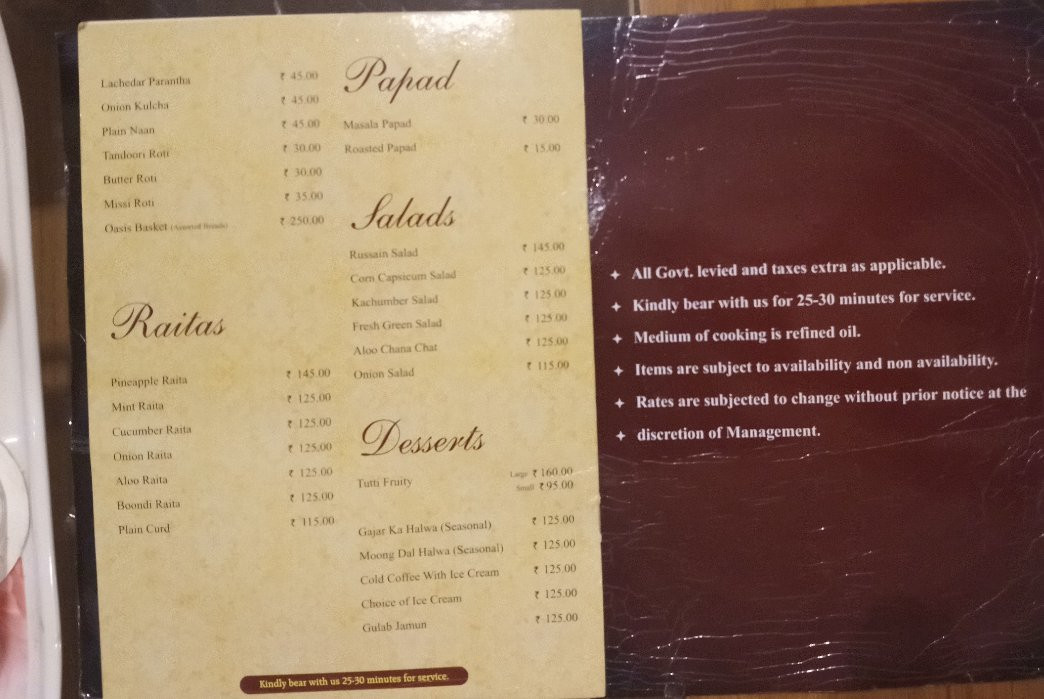 Lachedar Parantha ₹ 45.00
Onion Kulcha ₹ 45.00
Plain Naan ₹ 45.00
Tandoori Roti ₹ 30.00
Butter Roti ₹ 30.00
Missi Roti ₹ 35.00
Oasis Basket (Assorted Breads) ₹ 250.00
Raitas
Pineapple Raita ₹ 145.00
Mint Raita ₹ 125.00
Cucumber Raita ₹ 125.00
Onion Raita ₹ 125.00
Aloo Raita ₹ 125.00
Boondi Raita ₹ 125.00
Plain Curd ₹ 115.00
Papad
Masala Papad ₹ 30.00
Roasted Papad ₹ 15.00
Salads
Russain Salad ₹ 145.00
Corn Capsicum Salad ₹ 125.00
Kachumber Salad ₹ 125.00
Fresh Green Salad ₹ 125.00
Aloo Chana Chat ₹ 125.00
Onion Salad ₹ 115.00
Desserts
Tutti Fruity Large ₹ 160.00
Small ₹ 95.00
Gajar Ka Halwa (Seasonal) ₹ 125.00
Moong Dal Halwa (Seasonal) ₹ 125.00
Cold Coffee With Ice Cream ₹ 125.00
Choice of Ice Cream ₹ 125.00
Gulab Jamun ₹ 125.00
Kindly bear with us 25-30 minutes for service.
✦ All Govt. levied and taxes extra as applicable.
✦ Kindly bear with us for 25-30 minutes for service.
✦ Medium of cooking is refined oil.
✦ Items are subject to availability and non availability.
✦ Rates are subjected to change without prior notice at the
✦ discretion of Management.